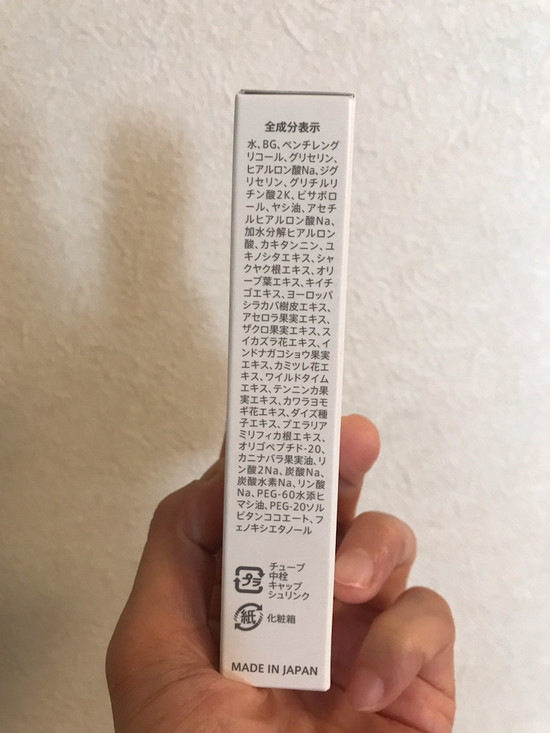 全成分表示
水、BG、ペンチレング
リコール、グリセリン、
ヒアルロン酸Na、ジグ
リセリン、グリチルリ
チン酸2K、ビサボロ
ール、ヤシ油、アセチ
ルヒアルロン酸Na、
加水分解ヒアルロン
酸、カキタンニン、ユ
キノシタエキス、シャ
クヤク根エキス、オリ
ーブ葉エキス、キイチ
ゴエキス、ヨーロッパ
シラカバ樹皮エキス、
アセロラ果実エキス、
ザクロ果実エキス、ス
イカズラ花エキス、イ
ンドナガコショウ果実
エキス、カミツレ花エ
キス、ワイルドタイム
エキス、テンニンカ果
実エキス、カワラヨモ
ギ花エキス、ダイズ種
子エキス、プエラリア
ミリフィカ根エキス、
オリゴペプチド-20、
カニナバラ果実油、リ
ン酸2Na、炭酸Na、
炭酸水素Na、リン酸
Na、PEG-60水添ヒ
マシ油、PEG-20ソル
ビタンココエート、フ
ェノキシエタノール
プラ
チューブ
中栓
キャップ
シュリンク
紙
化粧箱
MADE IN JAPAN